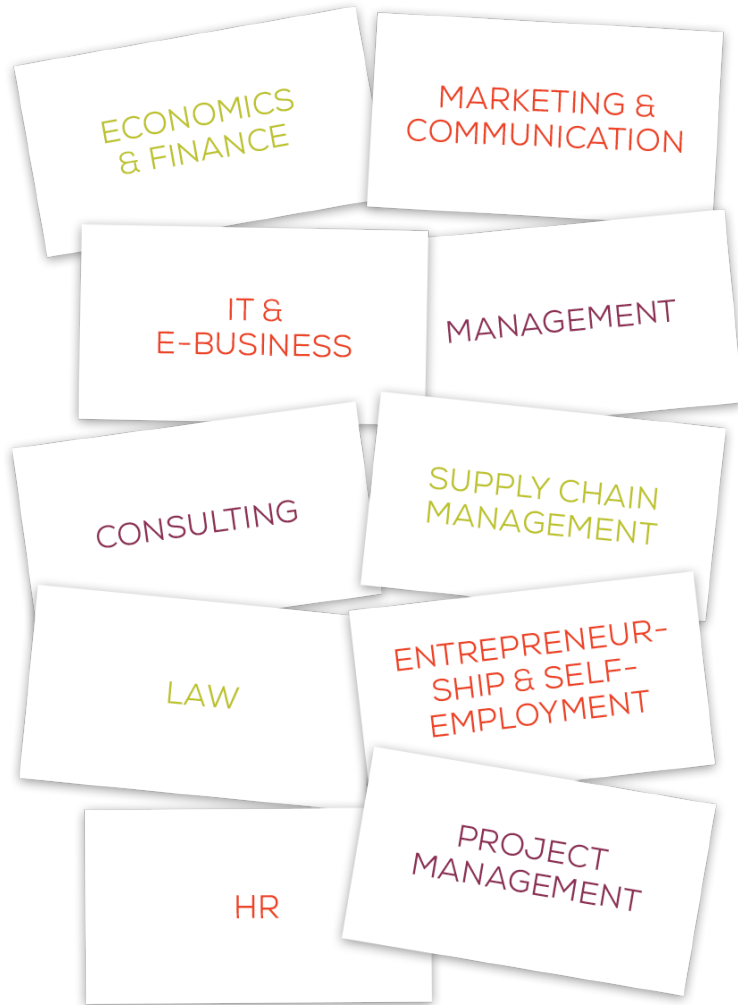 ECONOMICS
& FINANCE
MARKETING &
COMMUNICATION
IT &
E-BUSINESS
MANAGEMENT
CONSULTING
SUPPLY CHAIN
MANAGEMENT
LAW
ENTREPRENEUR-
SHIP & SELF-
EMPLOYMENT
HR
PROJECT
MANAGEMENT